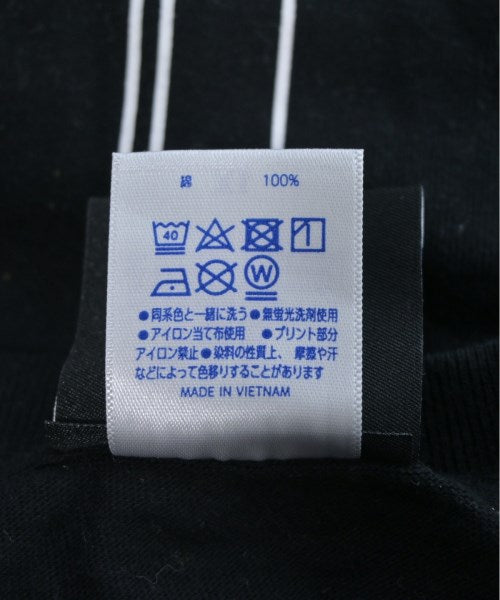 綿 100%
40
W
●同系色と一緒に洗う ●無蛍光洗剤使用
●アイロン当て布使用 ●プリント部分
アイロン禁止 ●染料の性質上、摩擦や汗
などによって色移りすることがあります
MADE IN VIETNAM